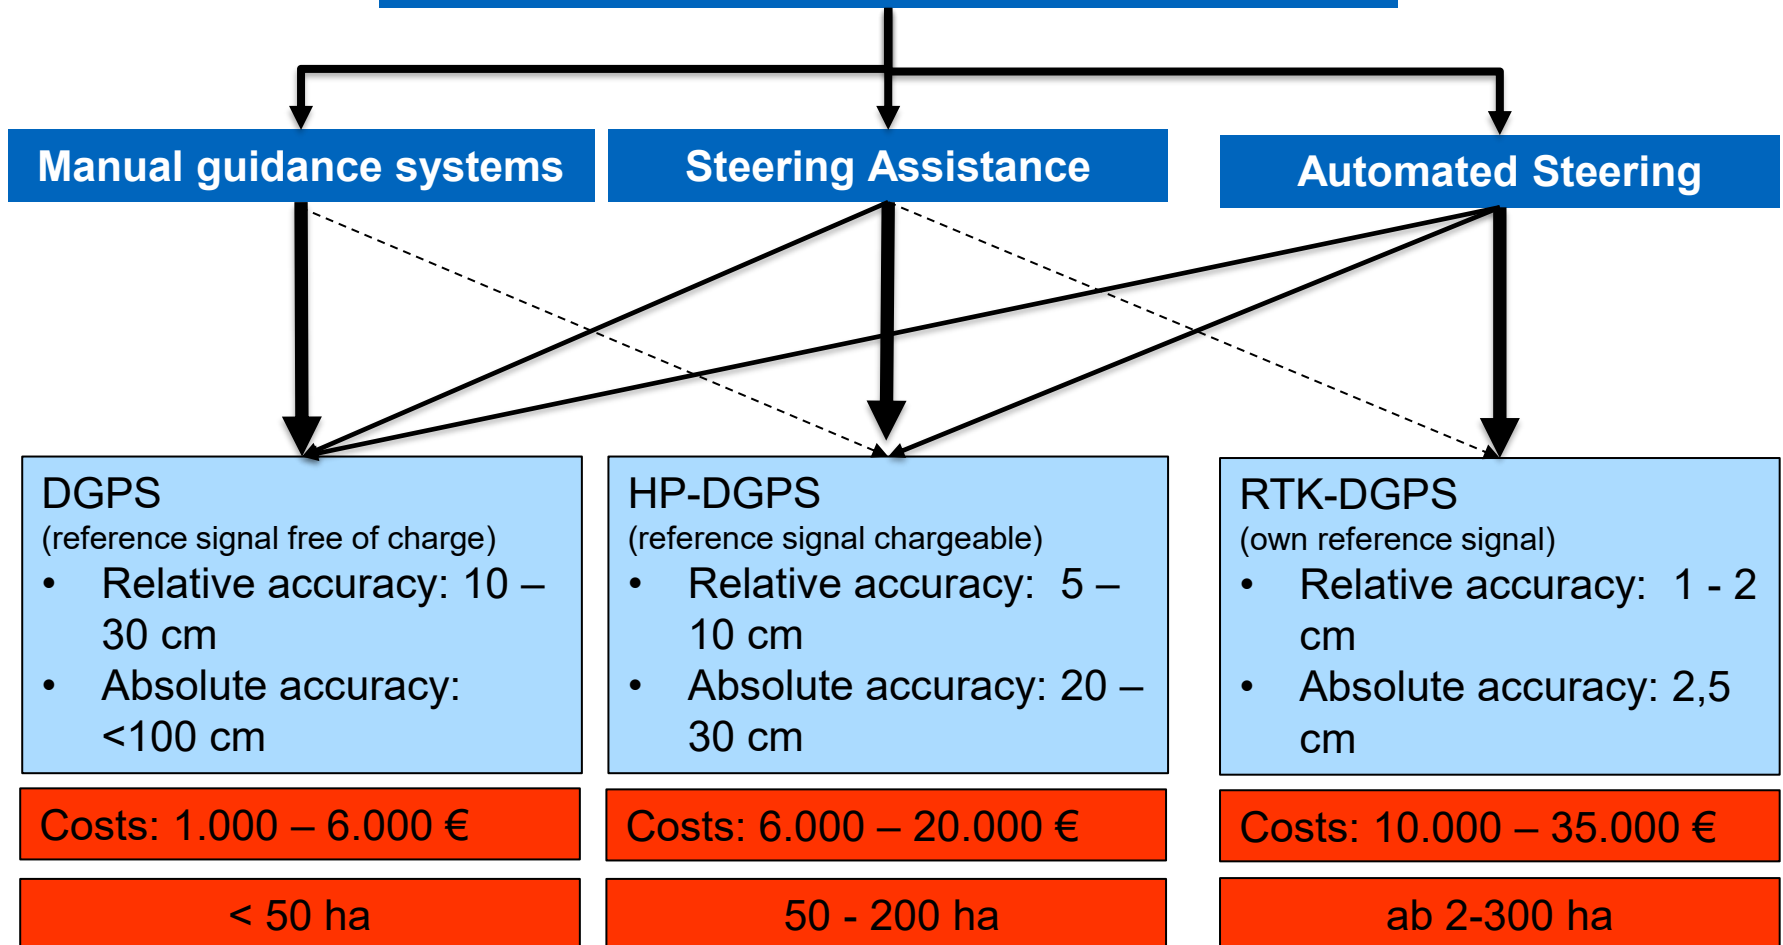 Manual guidance systems
Steering Assistance
Automated Steering
DGPS
(reference signal free of charge)
• Relative accuracy: 10 –
30 cm
• Absolute accuracy:
<100 cm
HP-DGPS
(reference signal chargeable)
• Relative accuracy:  5 –
10 cm
• Absolute accuracy: 20 –
30 cm
RTK-DGPS
(own reference signal)
• Relative accuracy:  1 - 2
cm
• Absolute accuracy: 2,5
cm
Costs: 1.000 – 6.000 €
Costs: 6.000 – 20.000 €
Costs: 10.000 – 35.000 €
< 50 ha
50 - 200 ha
ab 2-300 ha